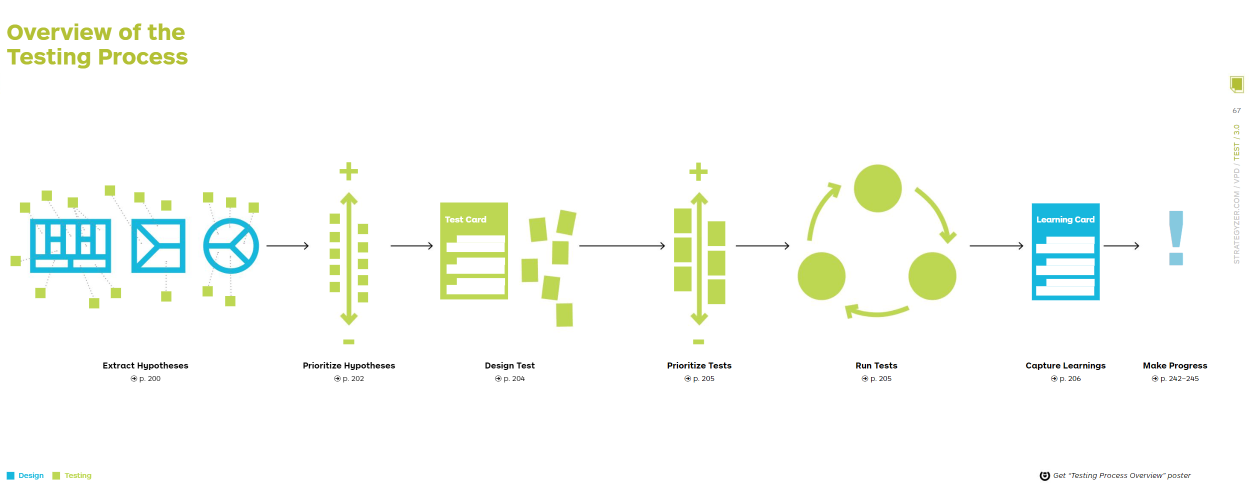 Overview of the
Testing Process
67
STRATEGYZER.COM / VPD / TEST / 3.0
+
+
Test Card
Learning Card
!
-
-
Extract Hypotheses
p. 200
Prioritize Hypotheses
p. 202
Design Test
p. 204
Prioritize Tests
p. 205
Run Tests
p. 205
Capture Learnings
p. 206
Make Progress
p. 242–245
Design
Testing
Get “Testing Process Overview” poster